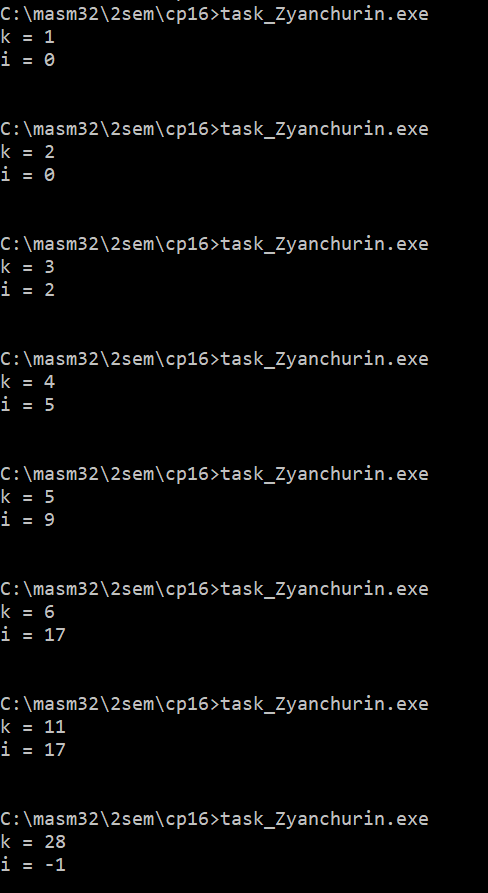 C:\masm32\2sem\cp16>task_Zyanchurin.exe
k = 1
i = 0
C:\masm32\2sem\cp16>task_Zyanchurin.exe
k = 2
i = 0
C:\masm32\2sem\cp16>task_Zyanchurin.exe
k = 3
i = 2
C:\masm32\2sem\cp16>task_Zyanchurin.exe
k = 4
i = 5
C:\masm32\2sem\cp16>task_Zyanchurin.exe
k = 5
i = 9
C:\masm32\2sem\cp16>task_Zyanchurin.exe
k = 6
i = 17
C:\masm32\2sem\cp16>task_Zyanchurin.exe
k = 11
i = 17
C:\masm32\2sem\cp16>task_Zyanchurin.exe
k = 28
i = -1